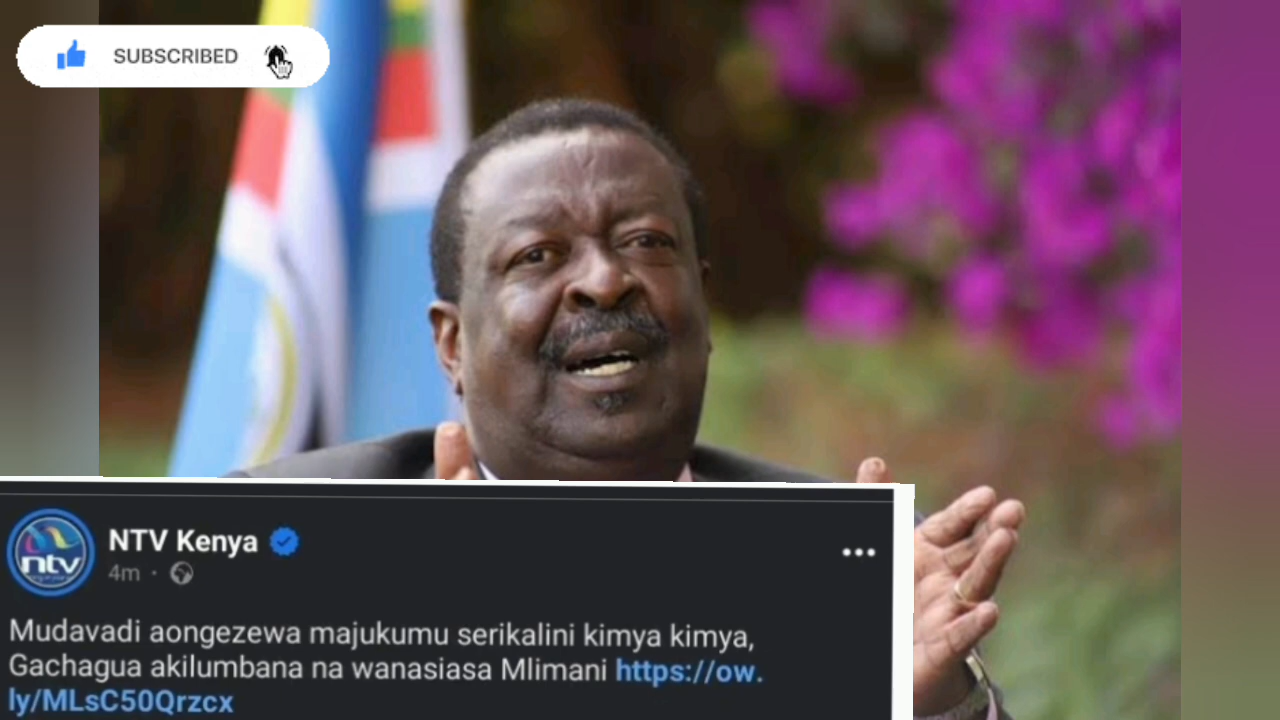 SUBSCRIBED
ntv
NTV Kenya
4m ·
Mudavadi aongezewa majukumu serikalini kimya kimya,
Gachagua akilumbana na wanasiasa Mlimani https://ow.
ly/MLsC50Qrzcx